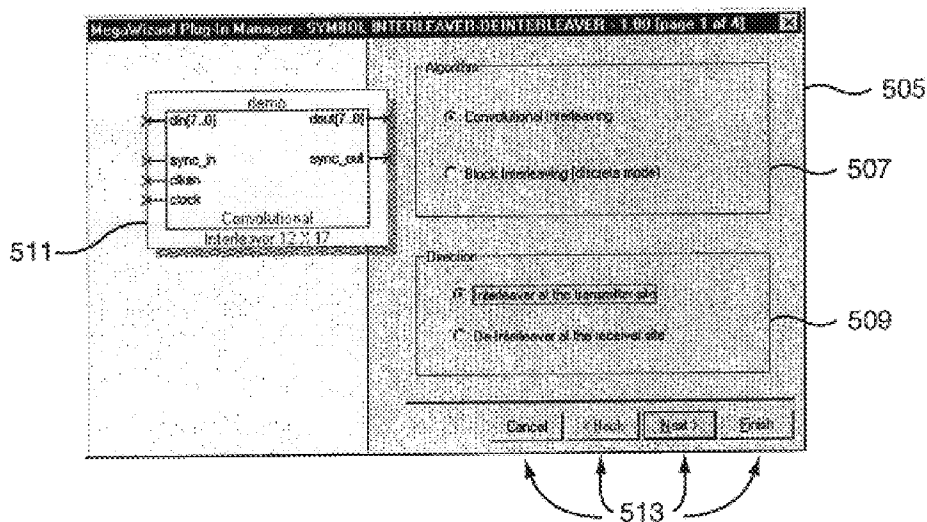 MegaWizard Plug-In Manager - SYMBOL INTERLEAVER-DEINTERLEAVER - 1.00 [page 1 of 4]
Algorithm
505
demo
din[7..0]
dout[7..0]
Convolutional Interleaving
sync_in
sync_out
Block Interleaving (discrete mode)
507
clken
clock
Convolutional
Interleaver 12 X 17
511
Direction
Interleaver at the transmitter site
509
De-Interleaver at the receiver site
Cancel
< Back
Next >
Finish
513